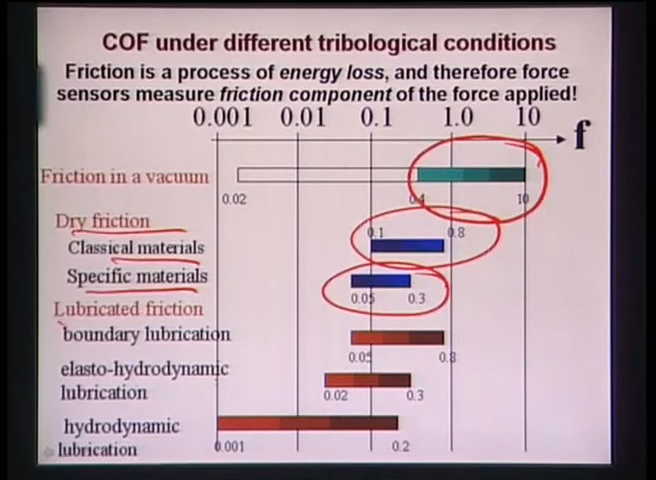 COF under different tribological conditions
Friction is a process of energy loss, and therefore force
sensors measure friction component of the force applied!
0.001 0.01 0.1 1.0 10
f
Friction in a vacuum
0.02 0.4 10
Dry friction
0.1 0.8
Classical materials
Specific materials
0.05 0.3
Lubricated friction
boundary lubrication
0.05 0.8
elasto-hydrodynamic
lubrication
0.02 0.3
hydrodynamic
lubrication
0.001 0.2